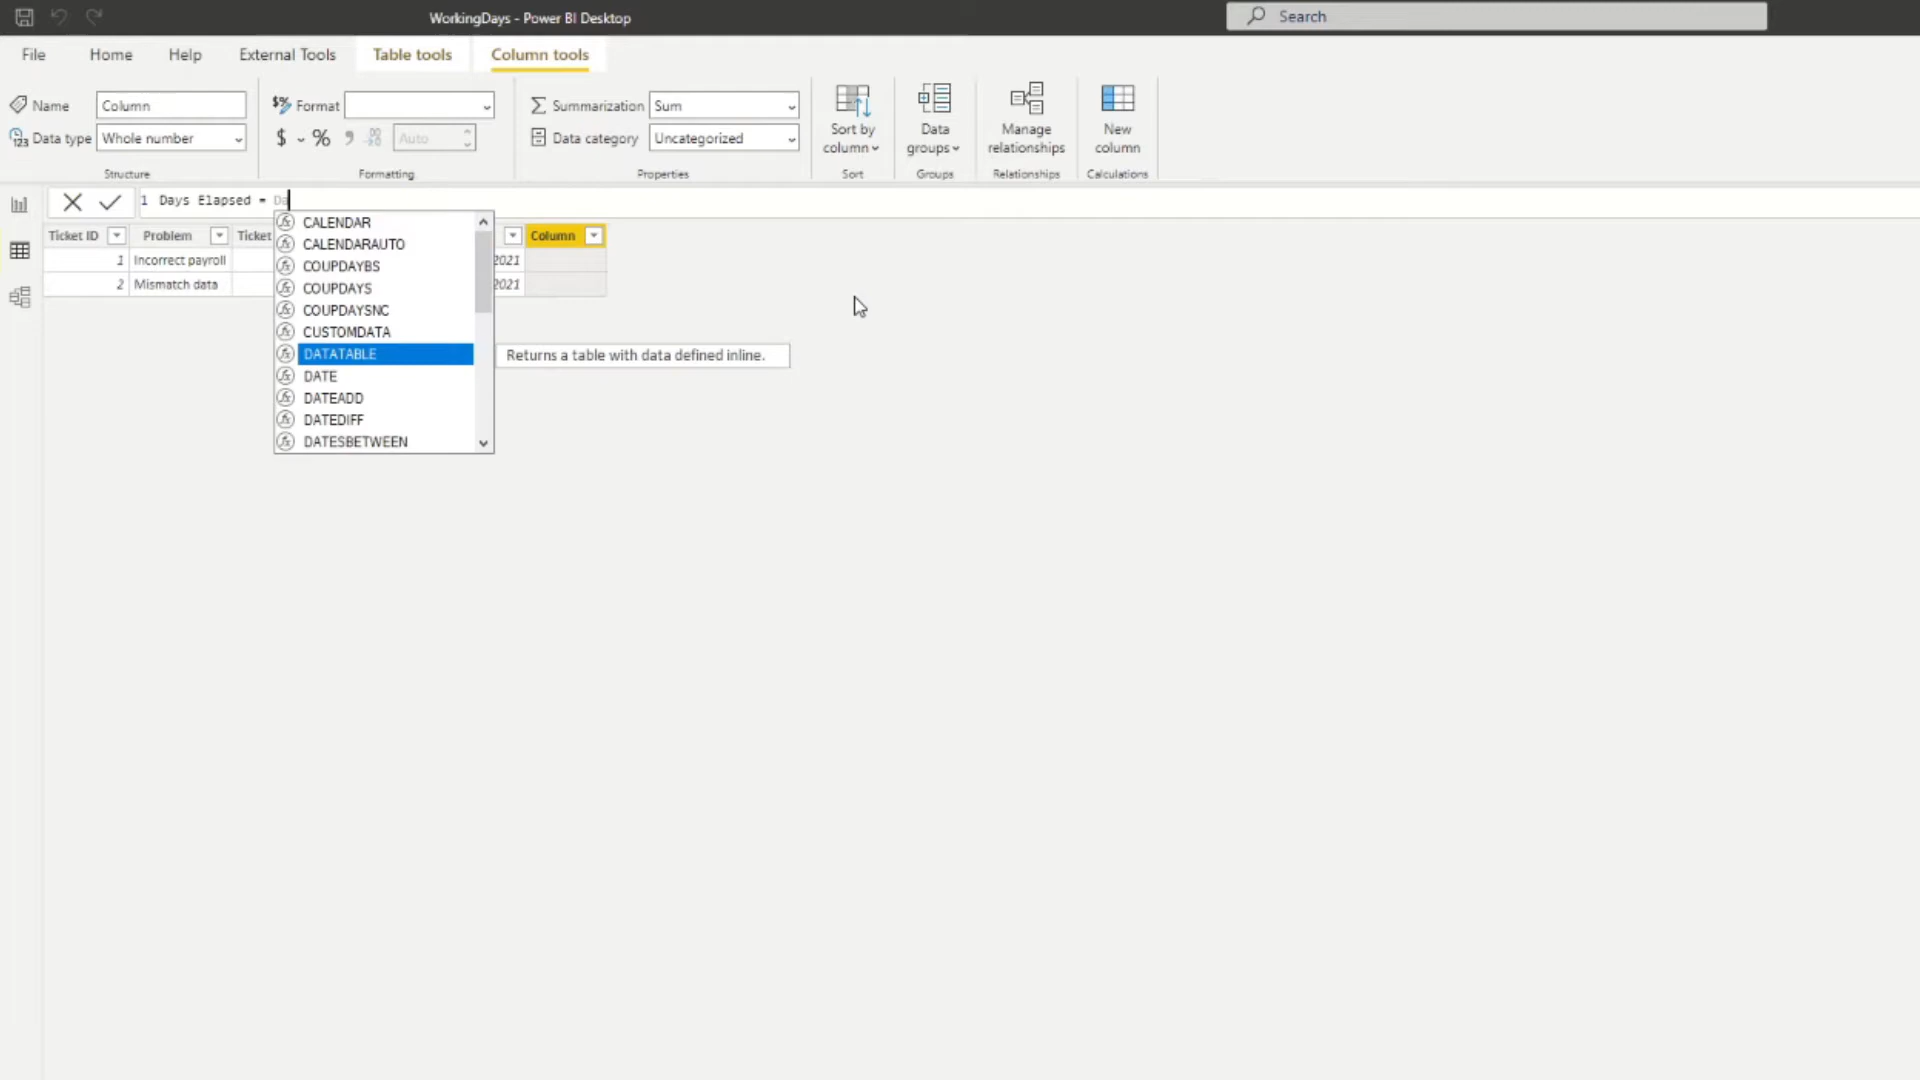 WorkingDays - Power BI Desktop
Search
File Home Help External Tools Table tools Column tools
Name Column
$% Format
Summarization Sum
Data type Whole number
$ % Auto
Data category Uncategorized
Sort by column
Data groups
Manage relationships
New column
Structure Formatting Properties Sort Groups Relationships Calculations
1 Days Elapsed = Da
Ticket ID Problem Ticket Column
1 Incorrect payroll 2021
2 Mismatch data 2021
CALENDAR
CALENDARAUTO
COUPDAYBS
COUPDAYS
COUPDAYSNC
CUSTOMDATA
DATATABLE
Returns a table with data defined inline.
DATE
DATEADD
DATEDIFF
DATESBETWEEN